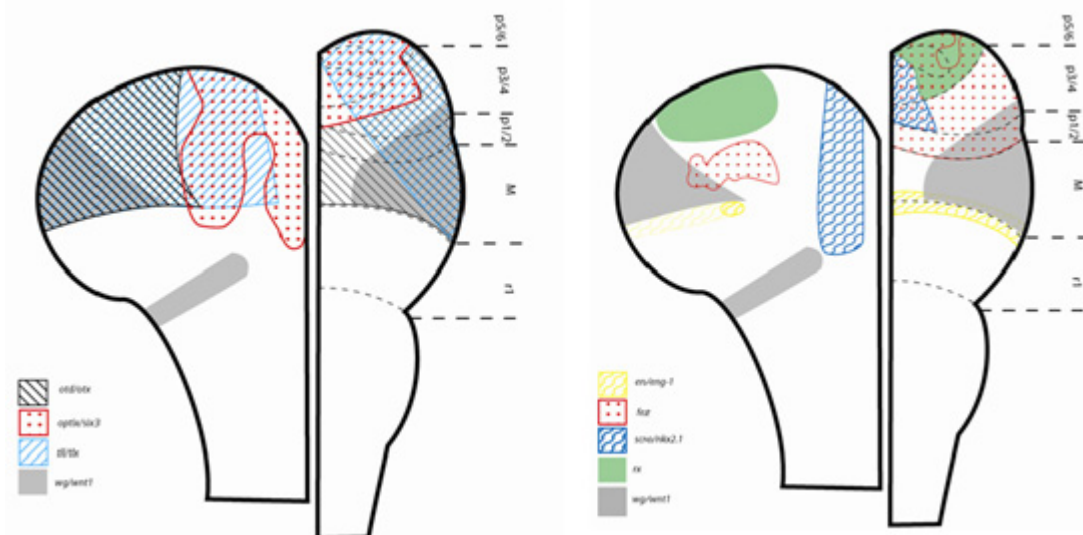 p5/6
p3/4
p1/2
M
r1
otd/otx
optix/six3
tll/tlx
wg/wnt1
p5/6
p3/4
p1/2
M
r1
en/eng-1
fez
scro/nkx2.1
rx
wg/wnt1